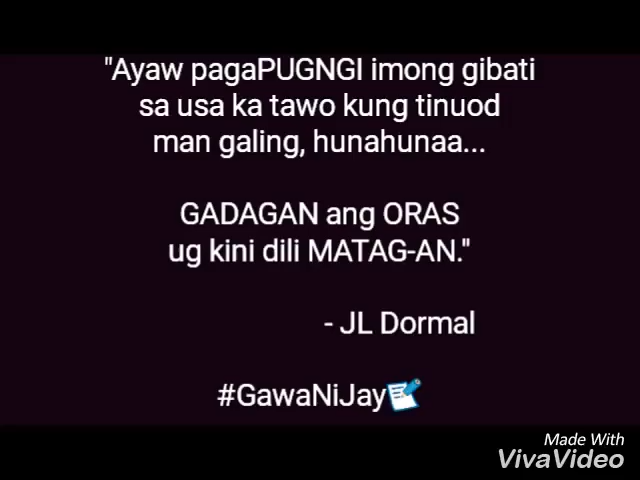 "Ayaw pagaPUGNGI imong gibati
sa usa ka tawo kung tinuod
man galing, hunahunaa...
GADAGAN ang ORAS
ug kini dili MATAG-AN."
- JL Dormal
#GawaNiJay📝
Made With
VivaVideo